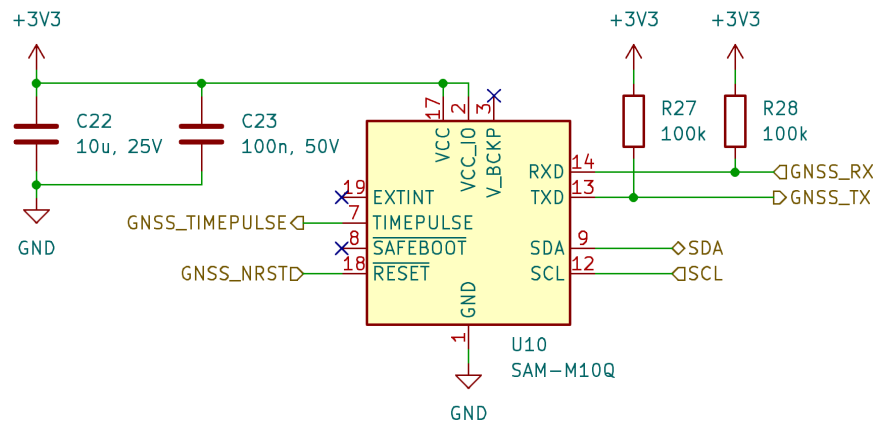 +3V3
+3V3
+3V3
C22
10u, 25V
C23
100n, 50V
17
2
3
VCC
VCC_IO
V_BCKP
R27
100k
R28
100k
RXD
14
GNSS_RX
TXD
13
GNSS_TX
19
EXTINT
GNSS_TIMEPULSE
7
TIMEPULSE
8
SAFEBOOT
GNSS_NRST
18
RESET
SDA
9
SDA
SCL
12
SCL
GND
GND
1
U10
SAM-M10Q
GND